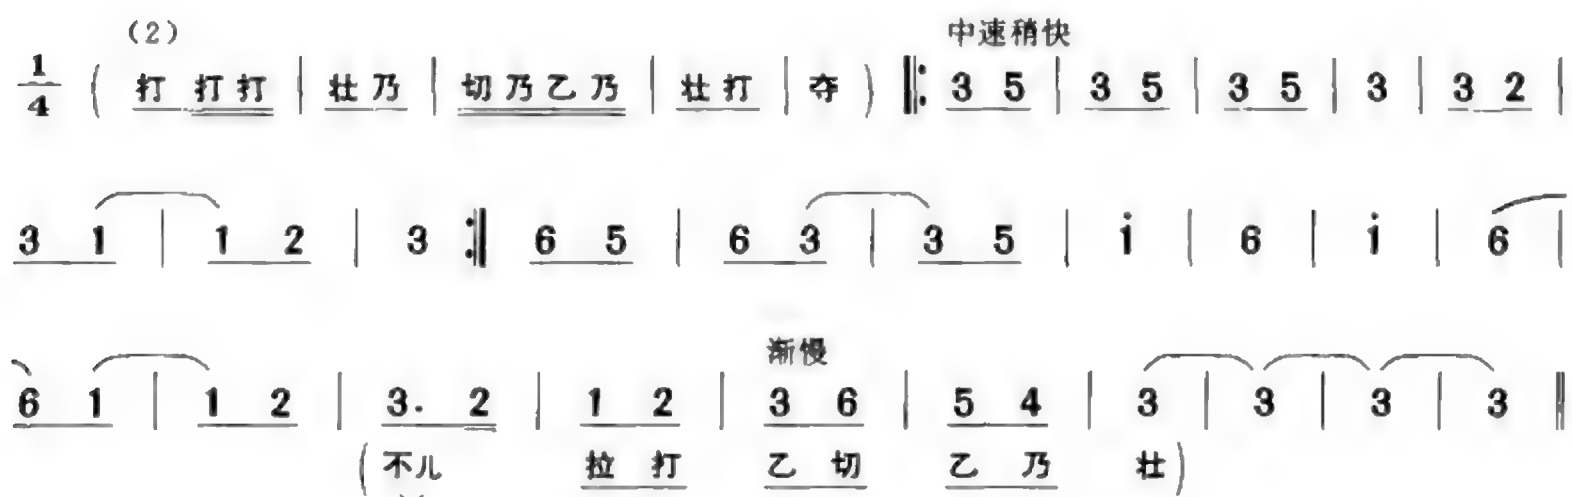 (2) 中速稍快
1/4 ( 打 打打 | 壮乃 | 切乃乙乃 | 壮打 | 夺 ) ‖: 3 5 | 3 5 | 3 5 | 3 | 3 2 |
3 1 | 1 2 | 3 :‖ 6 5 | 6 3 | 3 5 | i̇ | 6 | i̇ | 6 |
渐慢
6 1 | 1 2 | 3. 2 | 1 2 | 3 6 | 5 4 | 3 | 3 | 3 | 3 ‖
( 不儿 拉打 乙切 乙乃 壮 )